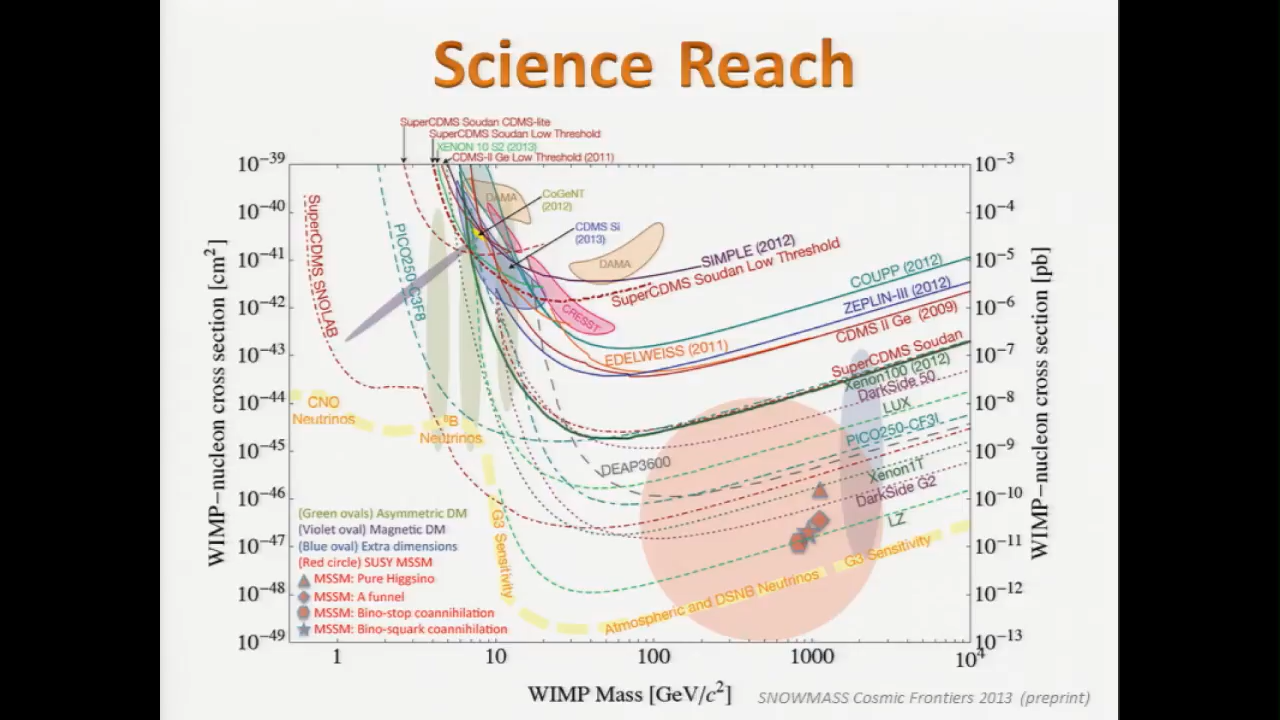 Science Reach
SuperCDMS Soudan CDMS-lite
SuperCDMS Soudan Low Threshold
XENON 10 S2 (2013)
CDMS-II Ge Low Threshold (2011)
10−39
10−40
10−41
10−42
10−43
10−44
10−45
10−46
10−47
10−48
10−49
WIMP−nucleon cross section [cm2]
10−3
10−4
10−5
10−6
10−7
10−8
10−9
10−10
10−11
10−12
10−13
WIMP−nucleon cross section [pb]
SuperCDMS SNOLAB
PICO250-C3F8
DAMA
CoGeNT
(2012)
CDMS Si
(2013)
DAMA
CRESST
SIMPLE (2012)
SuperCDMS Soudan Low Threshold
COUPP (2012)
ZEPLIN-III (2012)
CDMS II Ge (2009)
EDELWEISS (2011)
SuperCDMS Soudan
Xenon100 (2012)
DarkSide 50
LUX
PICO250-CF3I
DEAP3600
Xenon1T
DarkSide G2
LZ
CNO
Neutrinos
8B
Neutrinos
G3 Sensitivity
Atmospheric and DSNB Neutrinos
G3 Sensitivity
(Green ovals) Asymmetric DM
(Violet oval) Magnetic DM
(Blue oval) Extra dimensions
(Red circle) SUSY MSSM
MSSM: Pure Higgsino
MSSM: A funnel
MSSM: Bino-stop coannihilation
MSSM: Bino-squark coannihilation
1
10
100
1000
104
WIMP Mass [GeV/c2]
SNOWMASS Cosmic Frontiers 2013 (preprint)